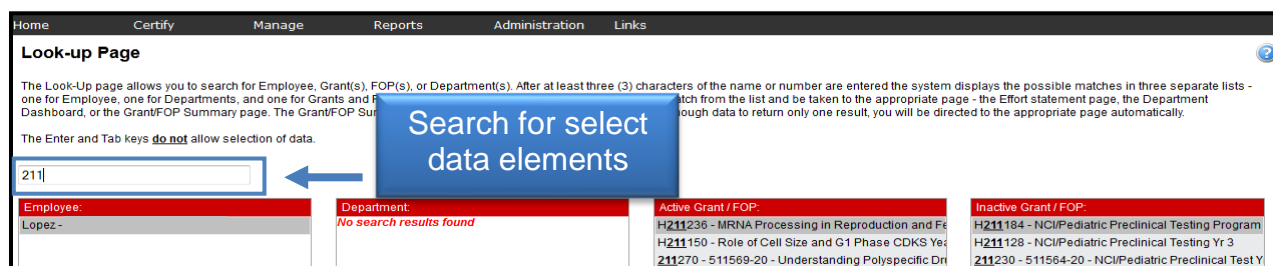 Home Certify Manage Reports Administration Links
Look-up Page
The Look-Up page allows you to search for Employee, Grant(s), FOP(s), or Department(s). After at least three (3) characters of the name or number are entered the system displays the possible matches in three separate lists -
one for Employee, one for Departments, and one for Grants and atch from the list and be taken to the appropriate page - the Effort statement page, the Department
Dashboard, or the Grant/FOP Summary page. The Grant/FOP ough data to return only one result, you will be directed to the appropriate page automatically.
Search for select
data elements
The Enter and Tab keys do not allow selection of data.
211
Employee: Department: Active Grant / FOP: Inactive Grant / FOP:
Lopez - No search results found H211236 - MRNA Processing in Reproduction and Fe H211184 - NCI/Pediatric Preclinical Testing Program
H211150 - Role of Cell Size and G1 Phase CDKS Yea H211128 - NCI/Pediatric Preclinical Testing Yr 3
211270 - 511569-20 - Understanding Polyspecific Dru 211230 - 511564-20 - NCI/Pediatric Preclinical Test Y